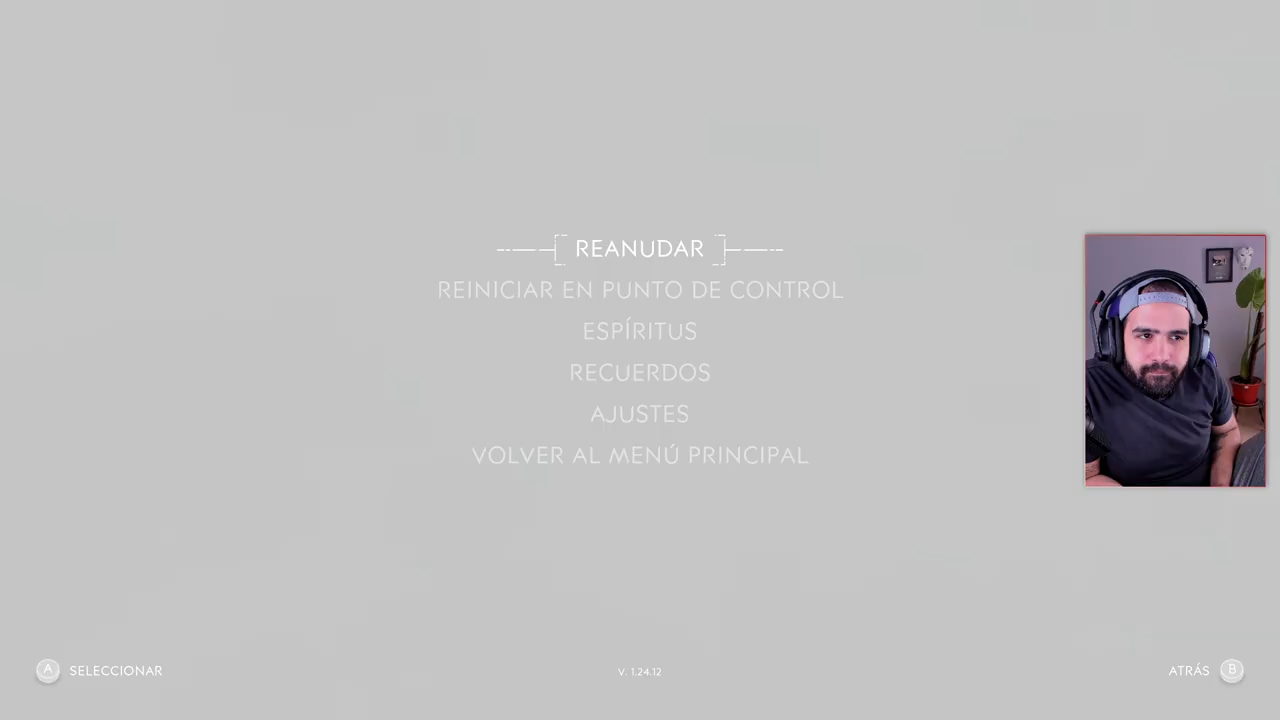 REANUDAR
REINICIAR EN PUNTO DE CONTROL
ESPÍRITUS
RECUERDOS
AJUSTES
VOLVER AL MENÚ PRINCIPAL
A SELECCIONAR
V. 1.24.12
ATRÁS B